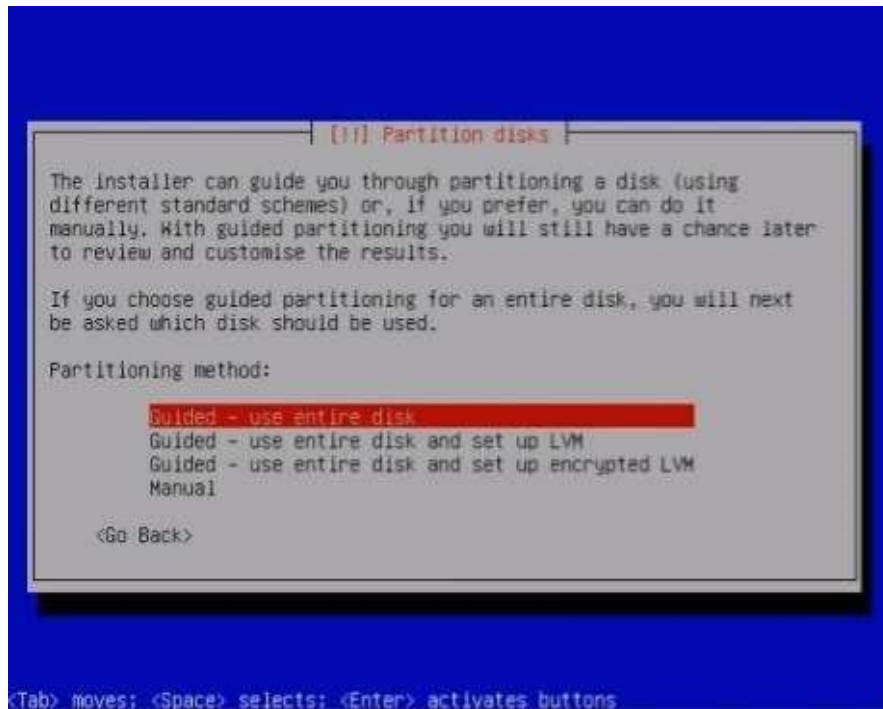 [!!] Partition disks
The installer can guide you through partitioning a disk (using
different standard schemes) or, if you prefer, you can do it
manually. With guided partitioning you will still have a chance later
to review and customise the results.
If you choose guided partitioning for an entire disk, you will next
be asked which disk should be used.
Partitioning method:
Guided - use entire disk
Guided - use entire disk and set up LVM
Guided - use entire disk and set up encrypted LVM
Manual
<Go Back>
<Tab> moves; <Space> selects; <Enter> activates buttons